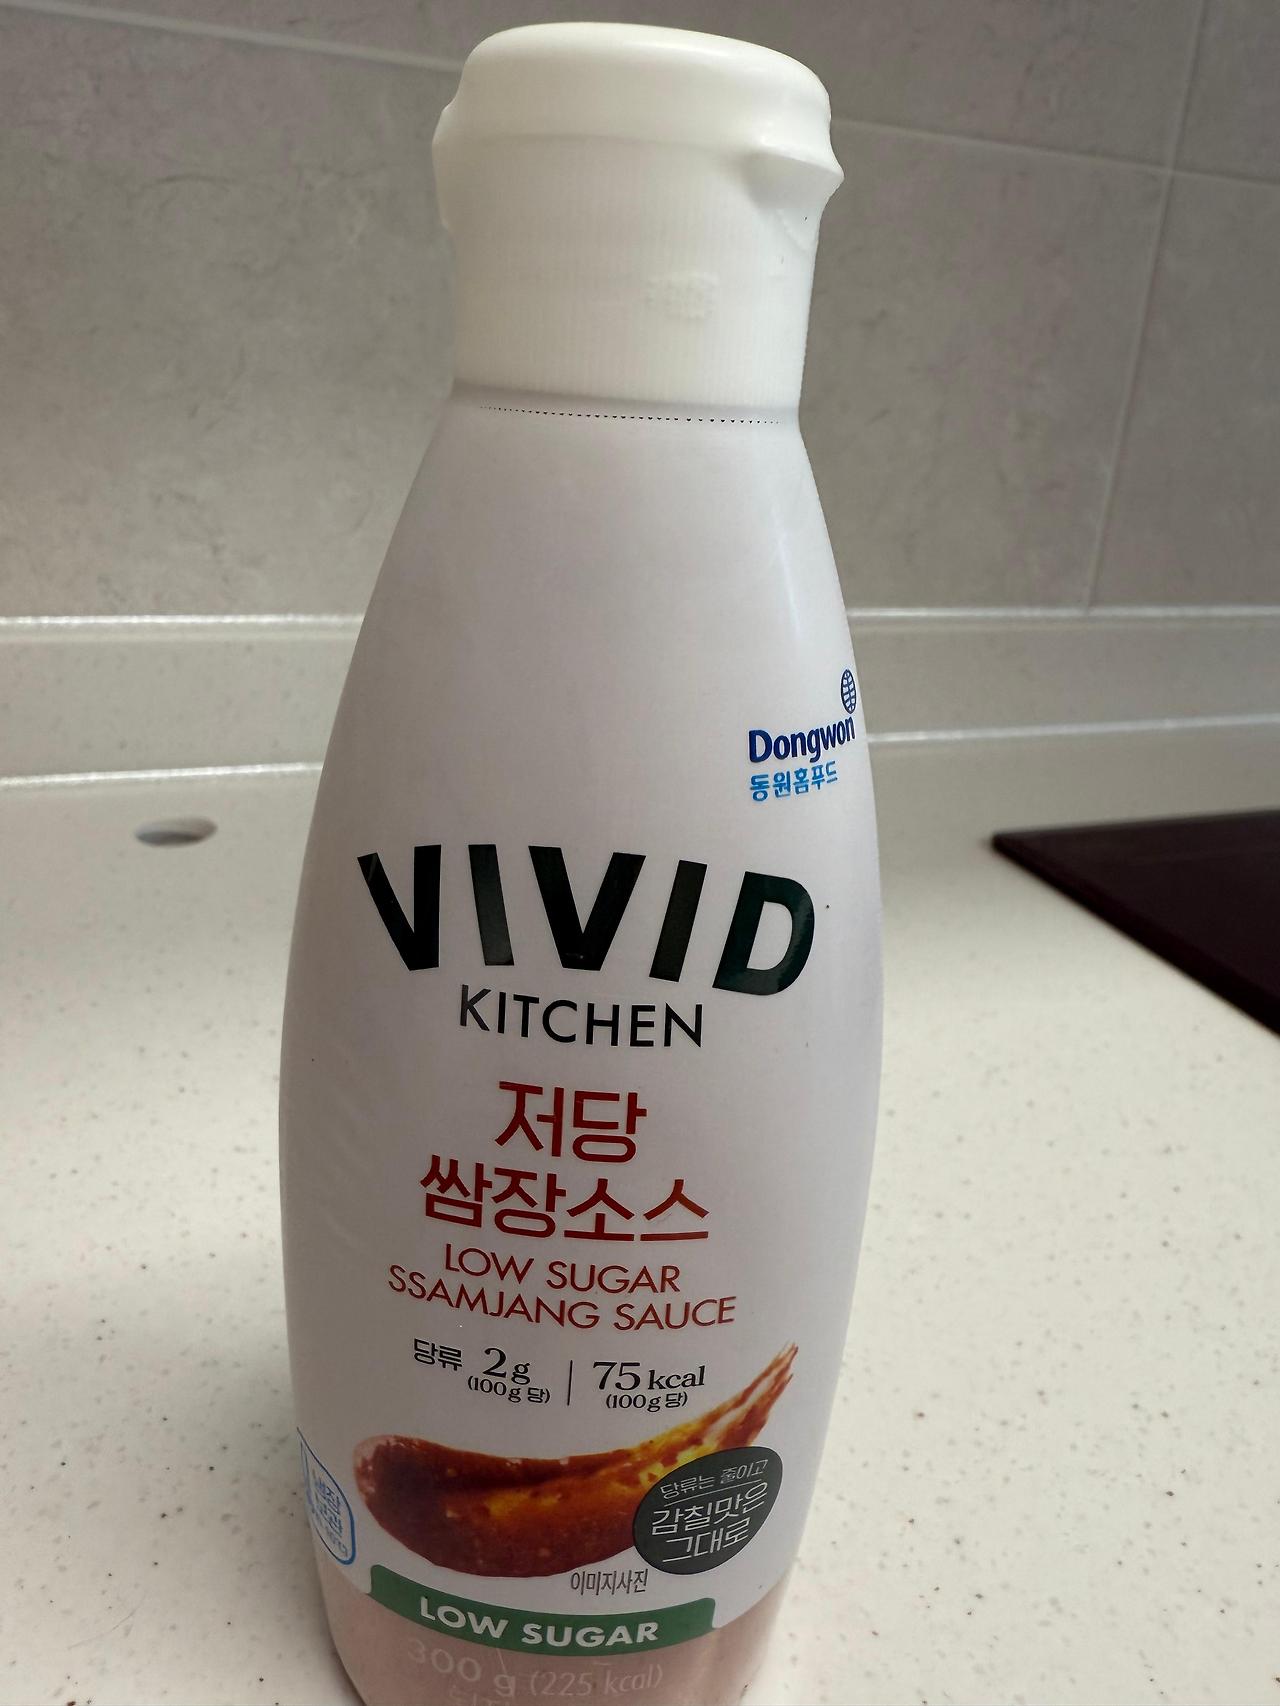 Dongwon
동원홈푸드
VIVID
KITCHEN
저당
쌈장소스
LOW SUGAR
SSAMJANG SAUCE
당류 2g (100g 당) | 75 kcal (100g 당)
당류는 줄이고
감칠맛은
그대로
이미지사진
LOW SUGAR
300 g (225 kcal)